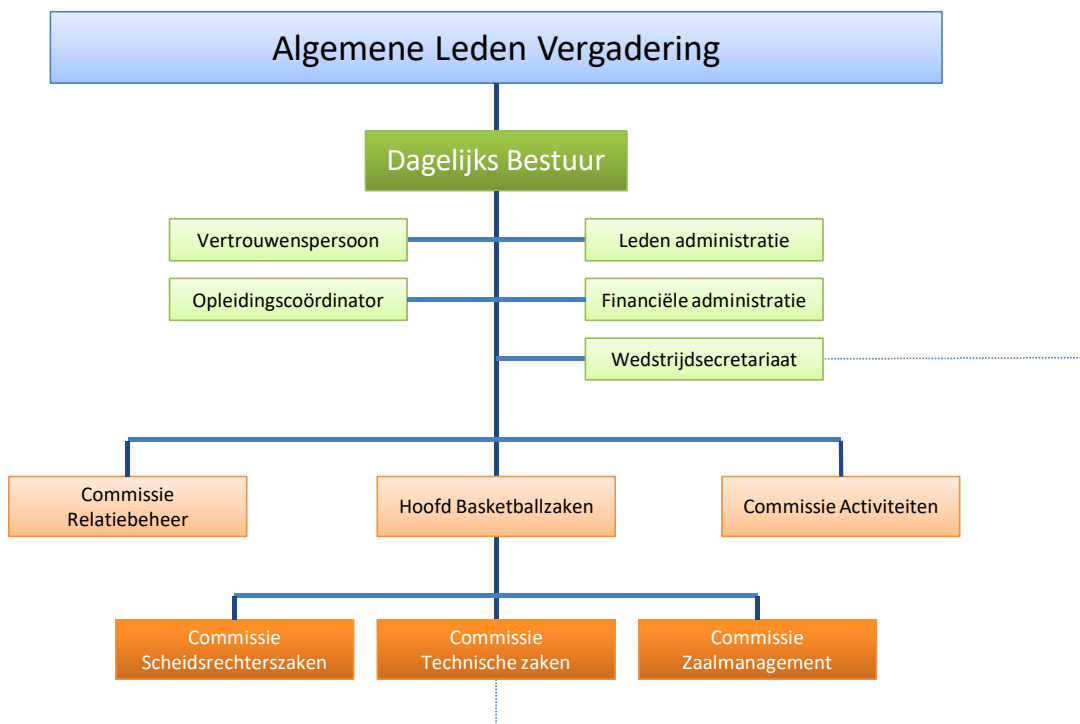 Algemene Leden Vergadering
Dagelijks Bestuur
Vertrouwenspersoon
Leden administratie
Opleidingscoördinator
Financiële administratie
Wedstrijdsecretariaat
Commissie
Relatiebeheer
Hoofd Basketballzaken
Commissie Activiteiten
Commissie
Scheidsrechterszaken
Commissie
Technische zaken
Commissie
Zaalmanagement